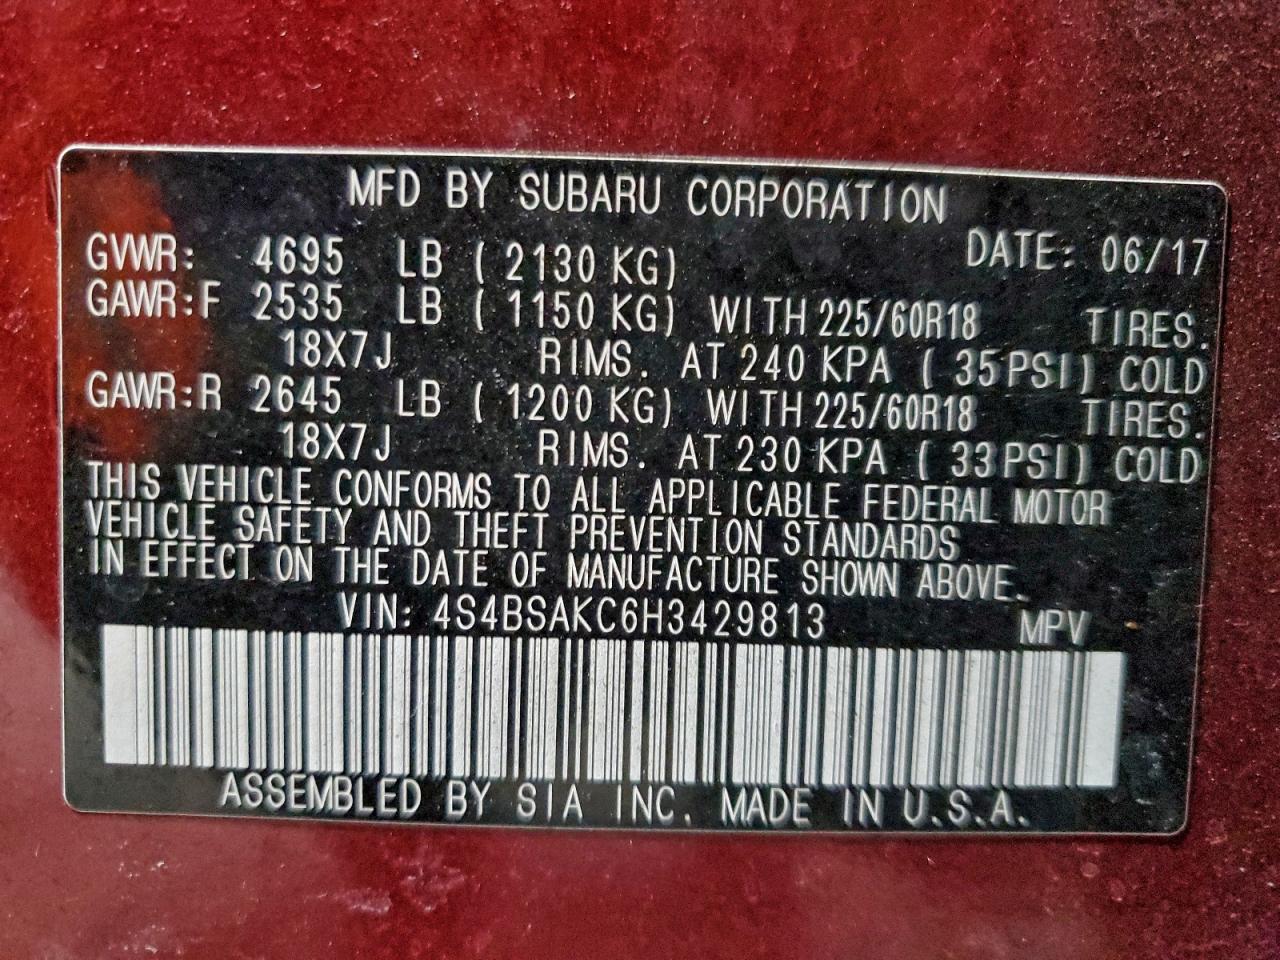 MFD BY SUBARU CORPORATION
DATE: 06/17
GVWR: 4695 LB ( 2130 KG)
GAWR:F 2535 LB ( 1150 KG) WITH 225/60R18 TIRES.
18X7J RIMS. AT 240 KPA ( 35PSI) COLD
GAWR:R 2645 LB ( 1200 KG) WITH 225/60R18 TIRES.
18X7J RIMS. AT 230 KPA ( 33PSI) COLD
THIS VEHICLE CONFORMS TO ALL APPLICABLE FEDERAL MOTOR
VEHICLE SAFETY AND THEFT PREVENTION STANDARDS
IN EFFECT ON THE DATE OF MANUFACTURE SHOWN ABOVE.
VIN: 4S4BSAKC6H3429813 MPV
ASSEMBLED BY SIA INC. MADE IN U.S.A.